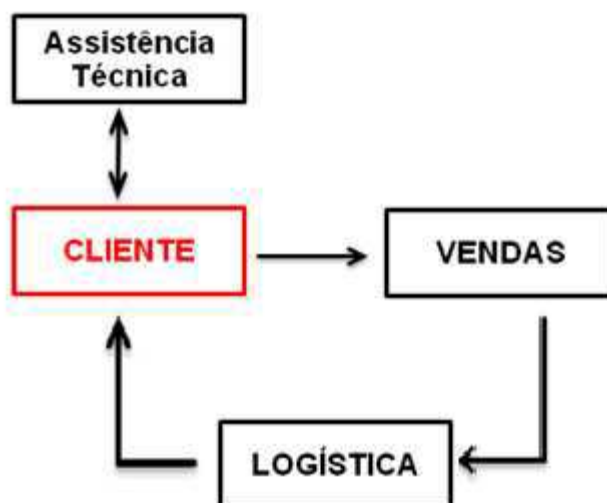 Assistência
Técnica
CLIENTE
VENDAS
LOGÍSTICA